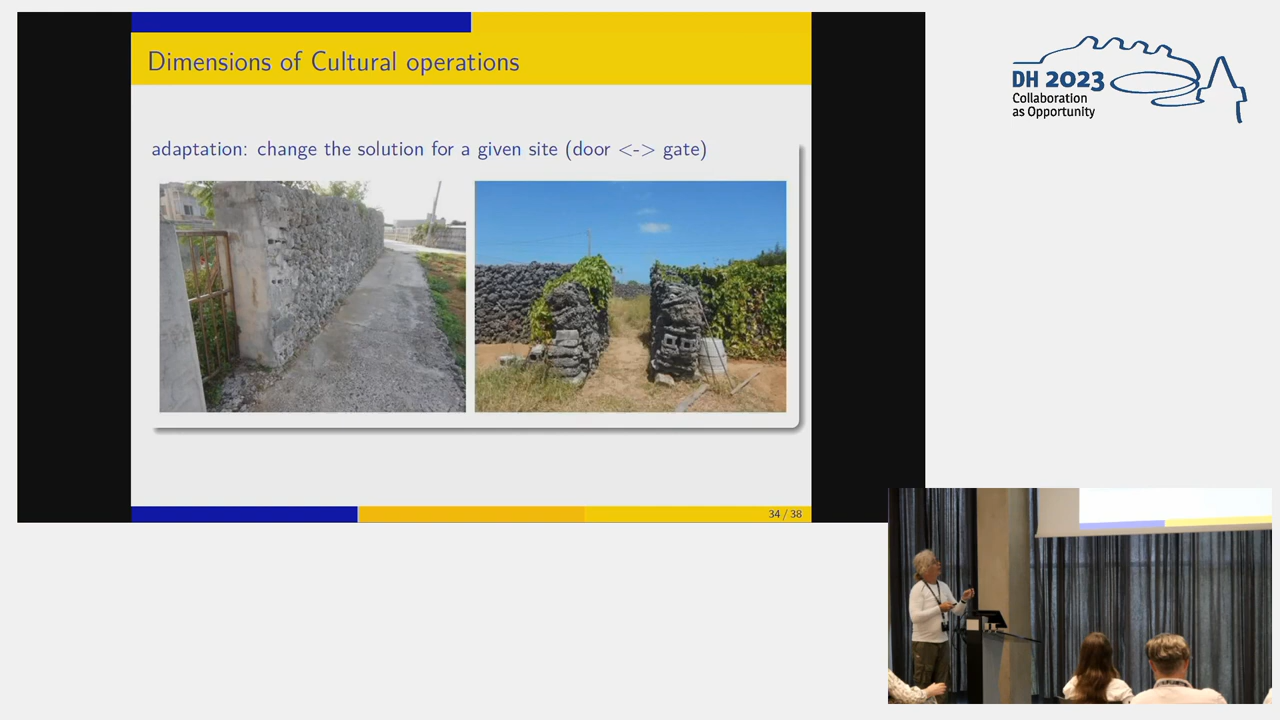 Dimensions of Cultural operations
adaptation: change the solution for a given site (door <-> gate)
34 / 38
DH 2023
Collaboration
as Opportunity